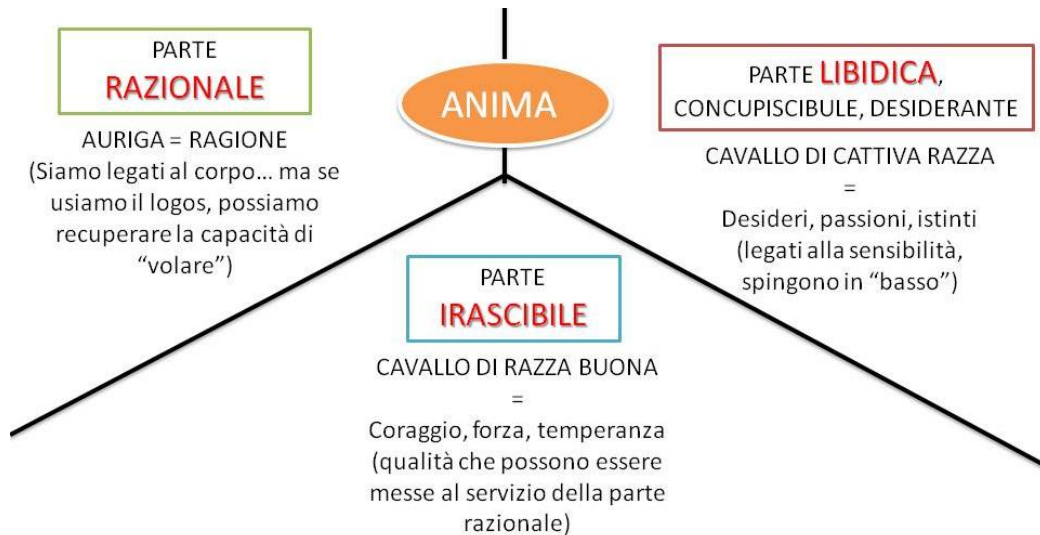 PARTE
RAZIONALE
AURIGA = RAGIONE
(Siamo legati al corpo... ma se
usiamo il logos, possiamo
recuperare la capacità di
“volare”)
ANIMA
PARTE LIBIDICA,
CONCUPISCIBULE, DESIDERANTE
CAVALLO DI CATTIVA RAZZA
=
Desideri, passioni, istinti
(legati alla sensibilità,
spingono in “basso”)
PARTE
IRASCIBILE
CAVALLO DI RAZZA BUONA
=
Coraggio, forza, temperanza
(qualità che possono essere
messe al servizio della parte
razionale)